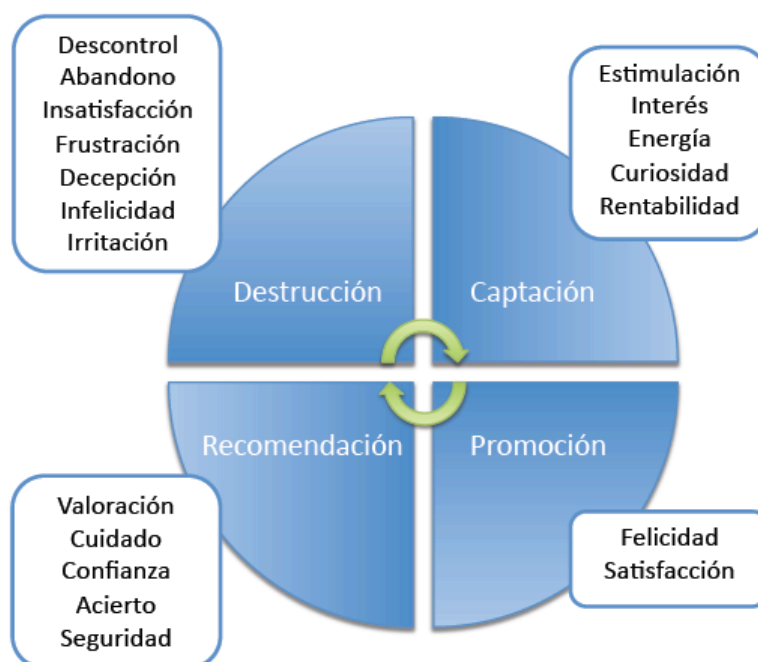 Descontrol
Abandono
Insatisfacción
Frustración
Decepción
Infelicidad
Irritación
Estimulación
Interés
Energía
Curiosidad
Rentabilidad
Destrucción
Captación
Recomendación
Promoción
Valoración
Cuidado
Confianza
Acierto
Seguridad
Felicidad
Satisfacción